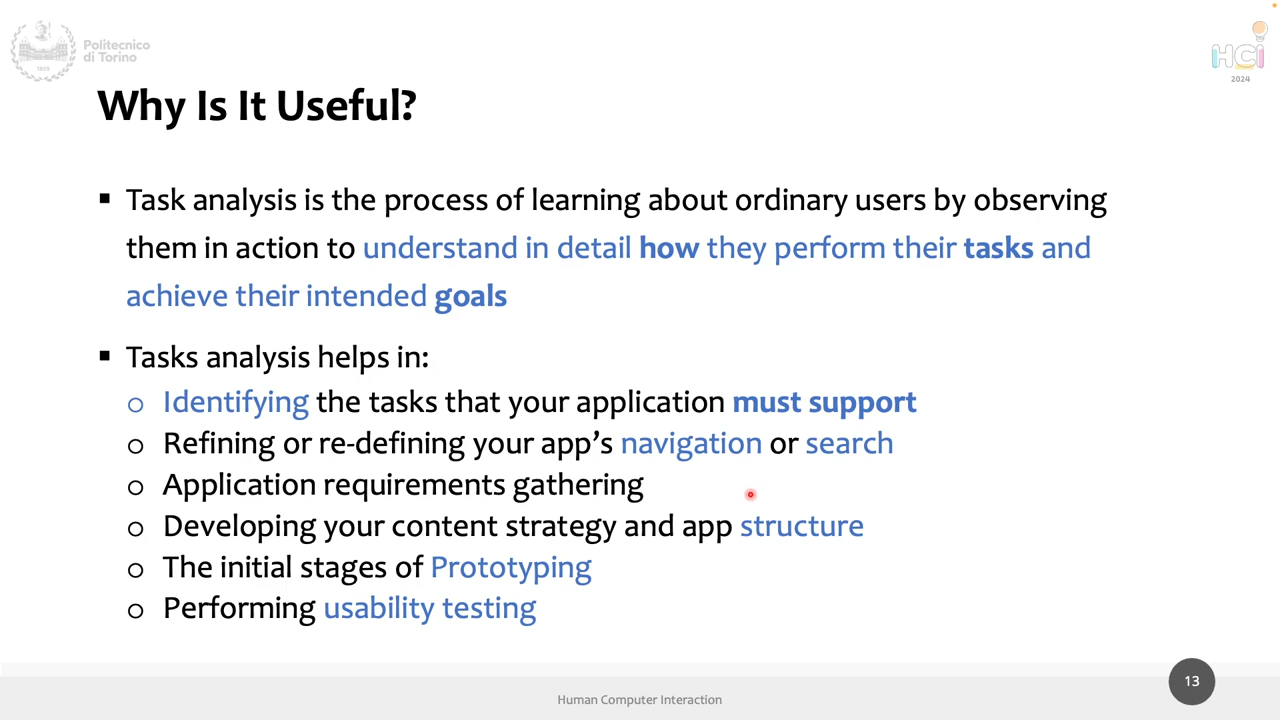 Politecnico
di Torino
1859
HCI
2024
Why Is It Useful?
▪ Task analysis is the process of learning about ordinary users by observing
them in action to understand in detail how they perform their tasks and
achieve their intended goals
▪ Tasks analysis helps in:
o Identifying the tasks that your application must support
o Refining or re-defining your app’s navigation or search
o Application requirements gathering
o Developing your content strategy and app structure
o The initial stages of Prototyping
o Performing usability testing
Human Computer Interaction
13